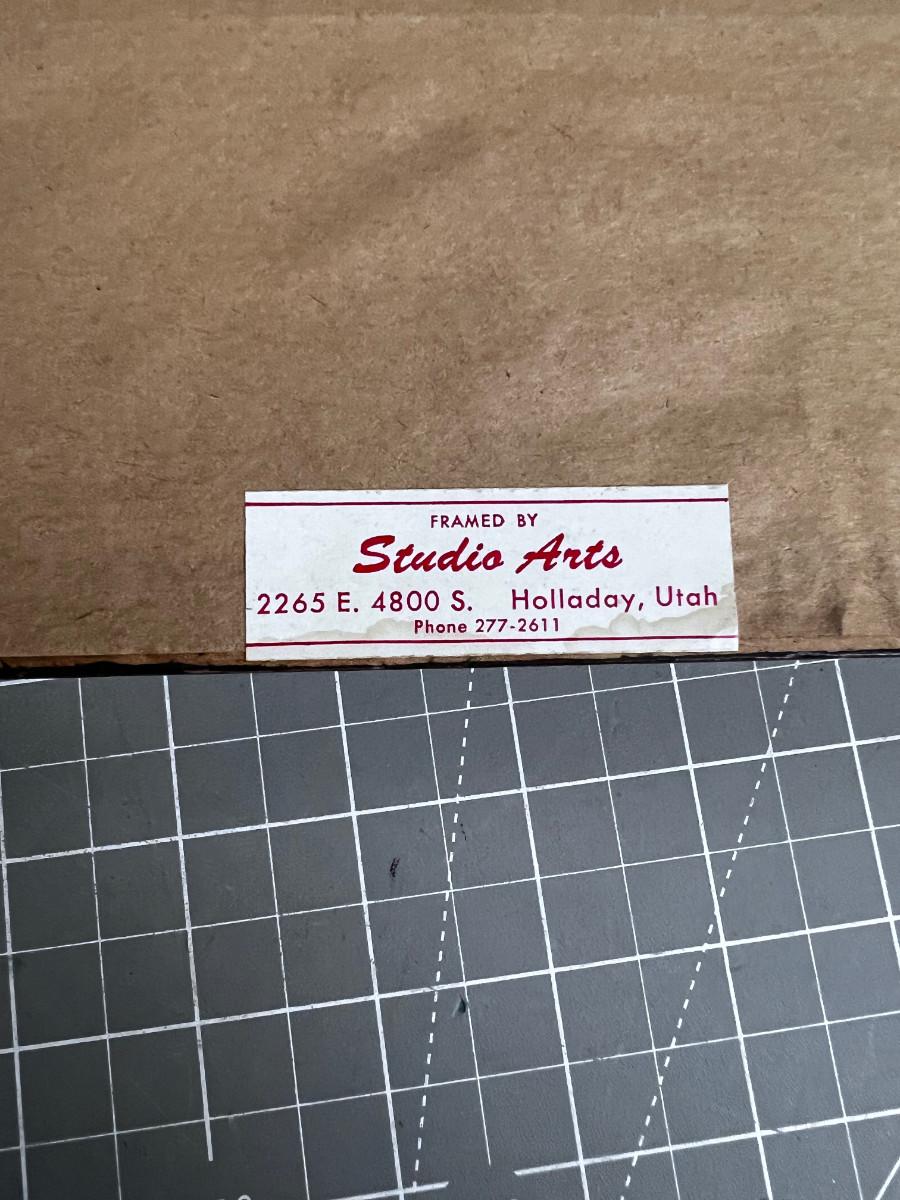 FRAMED BY
Studio Arts
2265 E. 4800 S. Holladay, Utah
Phone 277-2611